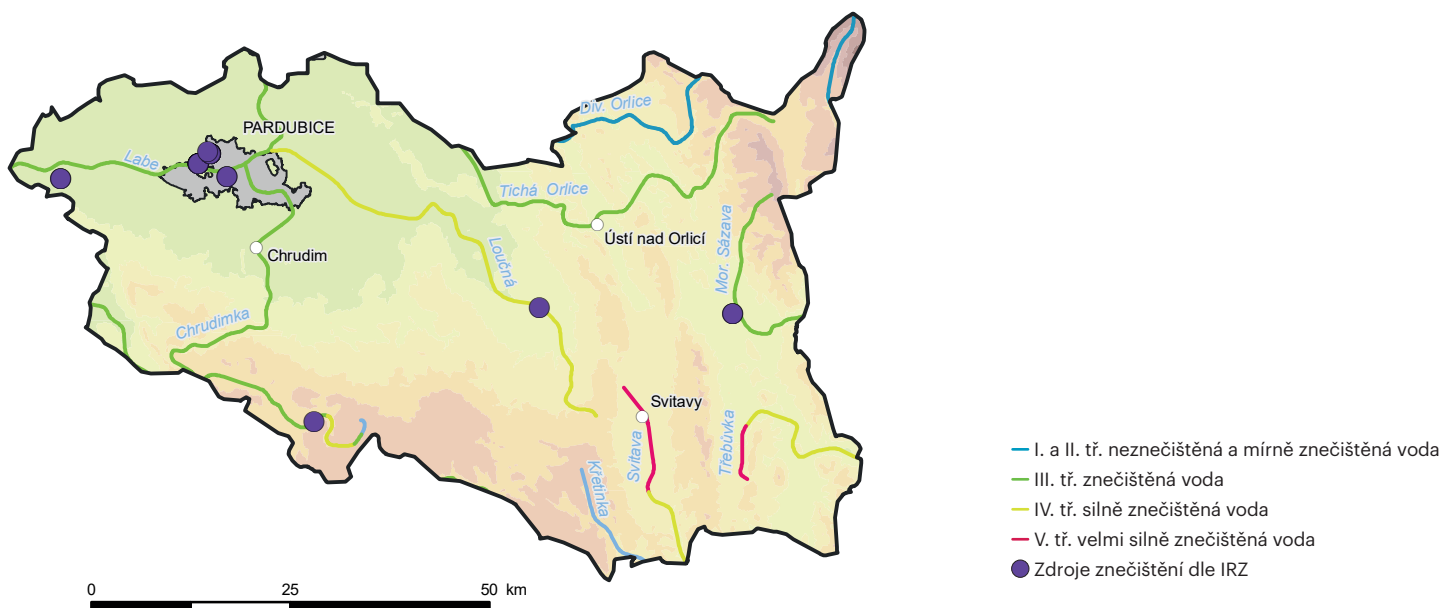 Div. Orlice
PARDUBICE
Labe
Tichá Orlice
Ústí nad Orlicí
Mor. Sázava
Chrudim
Loučná
Chrudimka
Svitavy
Svitava
Třebůvka
Křetínka
I. a II. tř. neznečištěná a mírně znečištěná voda
III. tř. znečištěná voda
IV. tř. silně znečištěná voda
V. tř. velmi silně znečištěná voda
Zdroje znečištění dle IRZ
0 25 50 km